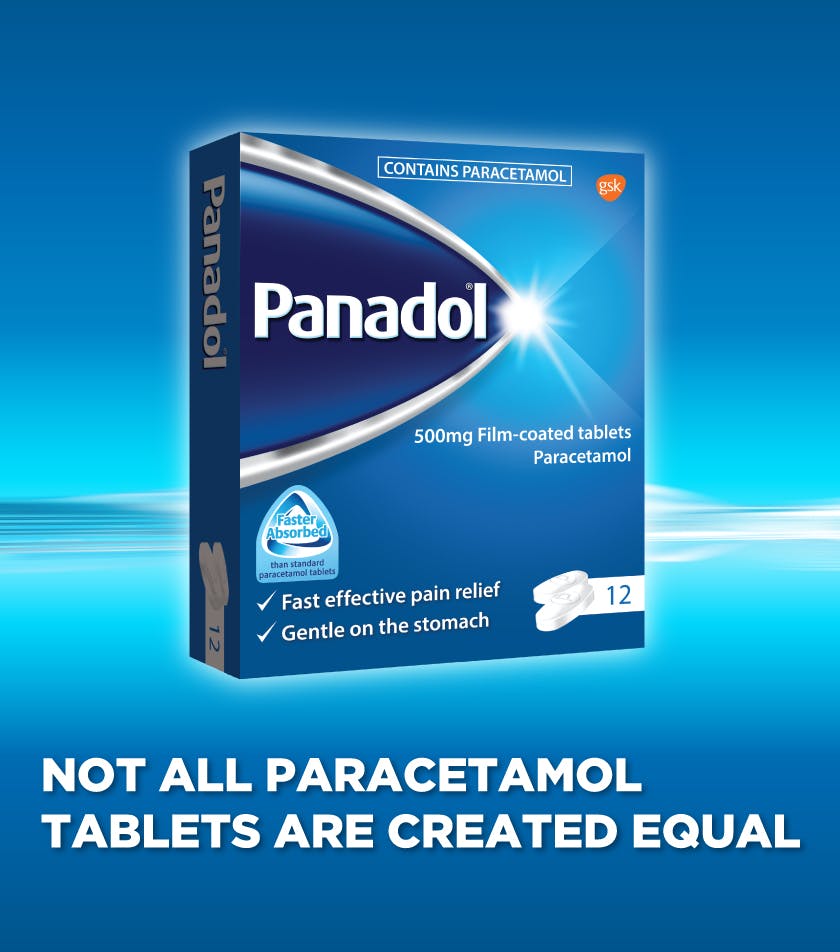 CONTAINS PARACETAMOL
gsk
Panadol
Panadol®
500mg Film-coated tablets
Paracetamol
Faster
Absorbed
than standard
paracetamol tablets
✓ Fast effective pain relief
✓ Gentle on the stomach
12
12
NOT ALL PARACETAMOL
TABLETS ARE CREATED EQUAL